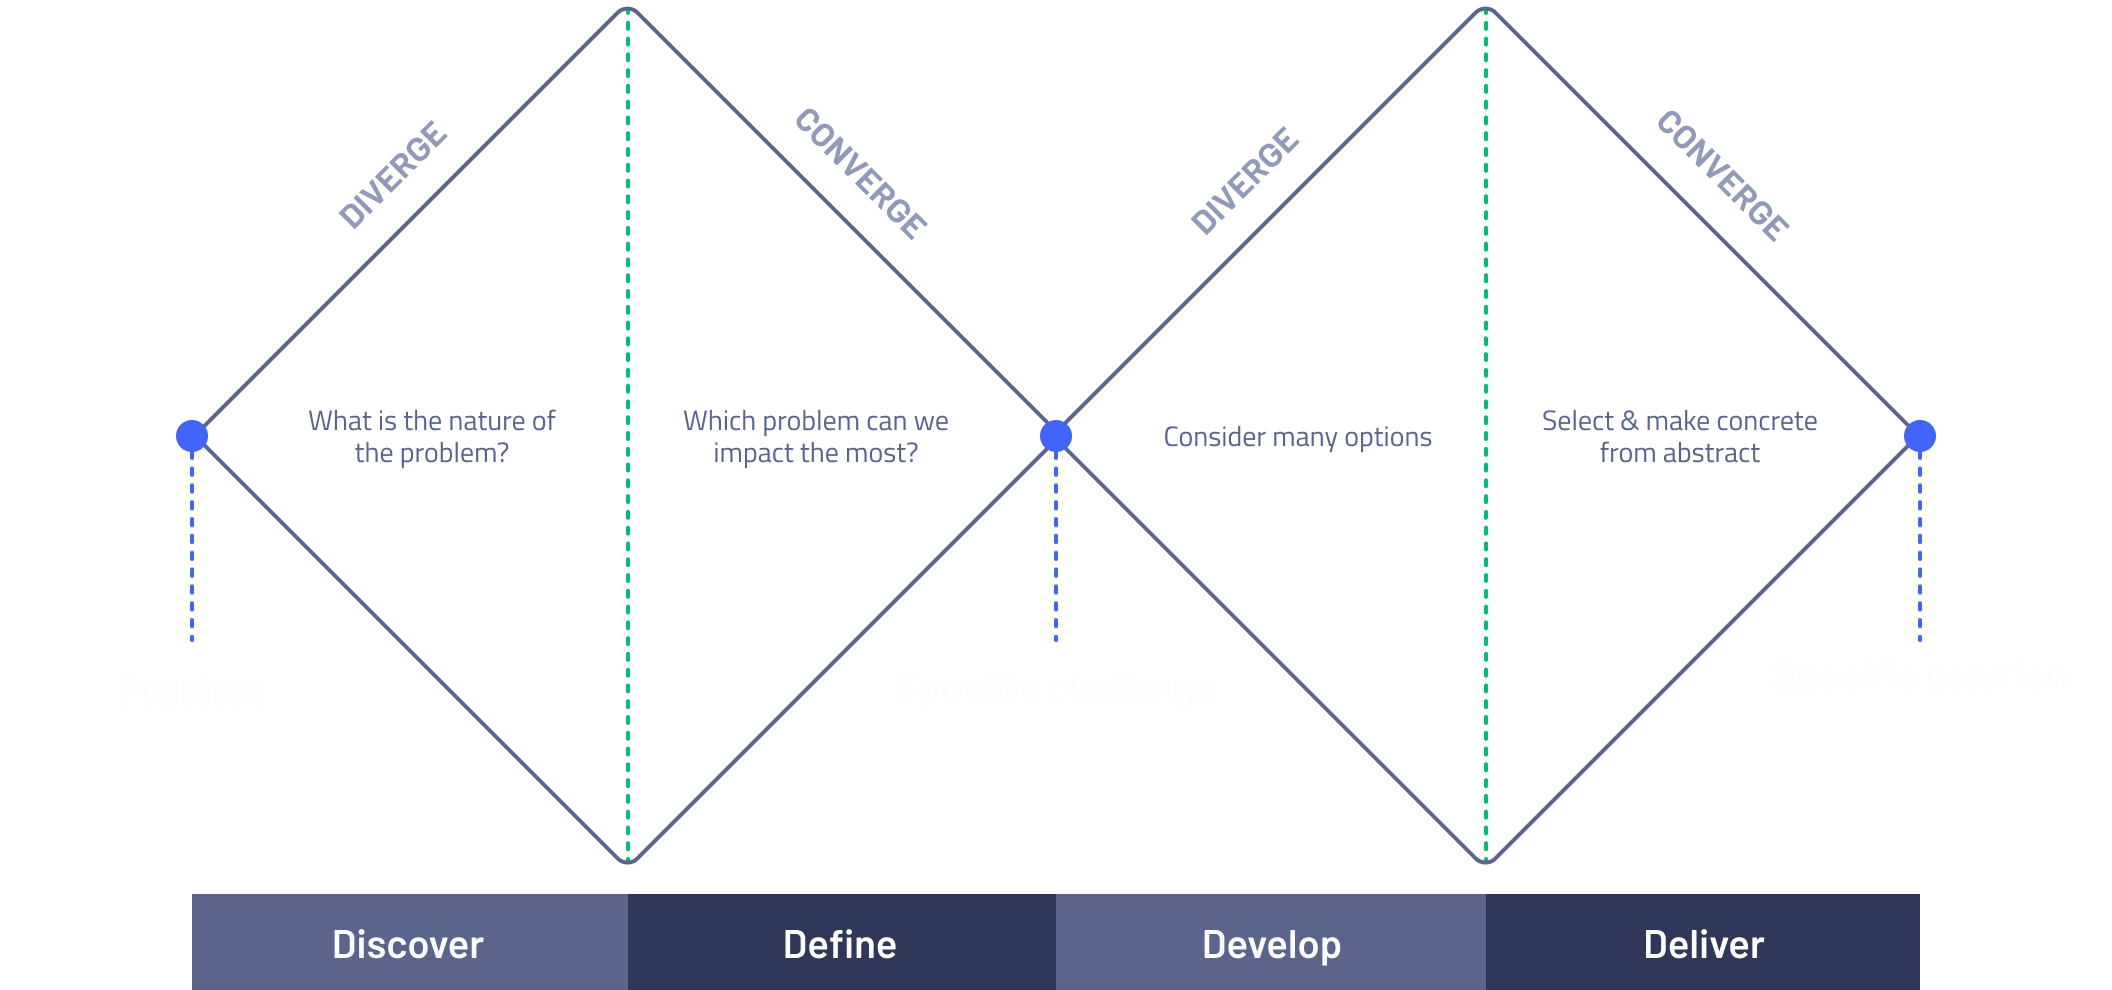 DIVERGE
CONVERGE
DIVERGE
CONVERGE
What is the nature of
the problem?
Which problem can we
impact the most?
Consider many options
Select & make concrete
from abstract
Problem
Specific challange
Specific solution
Discover
Define
Develop
Deliver